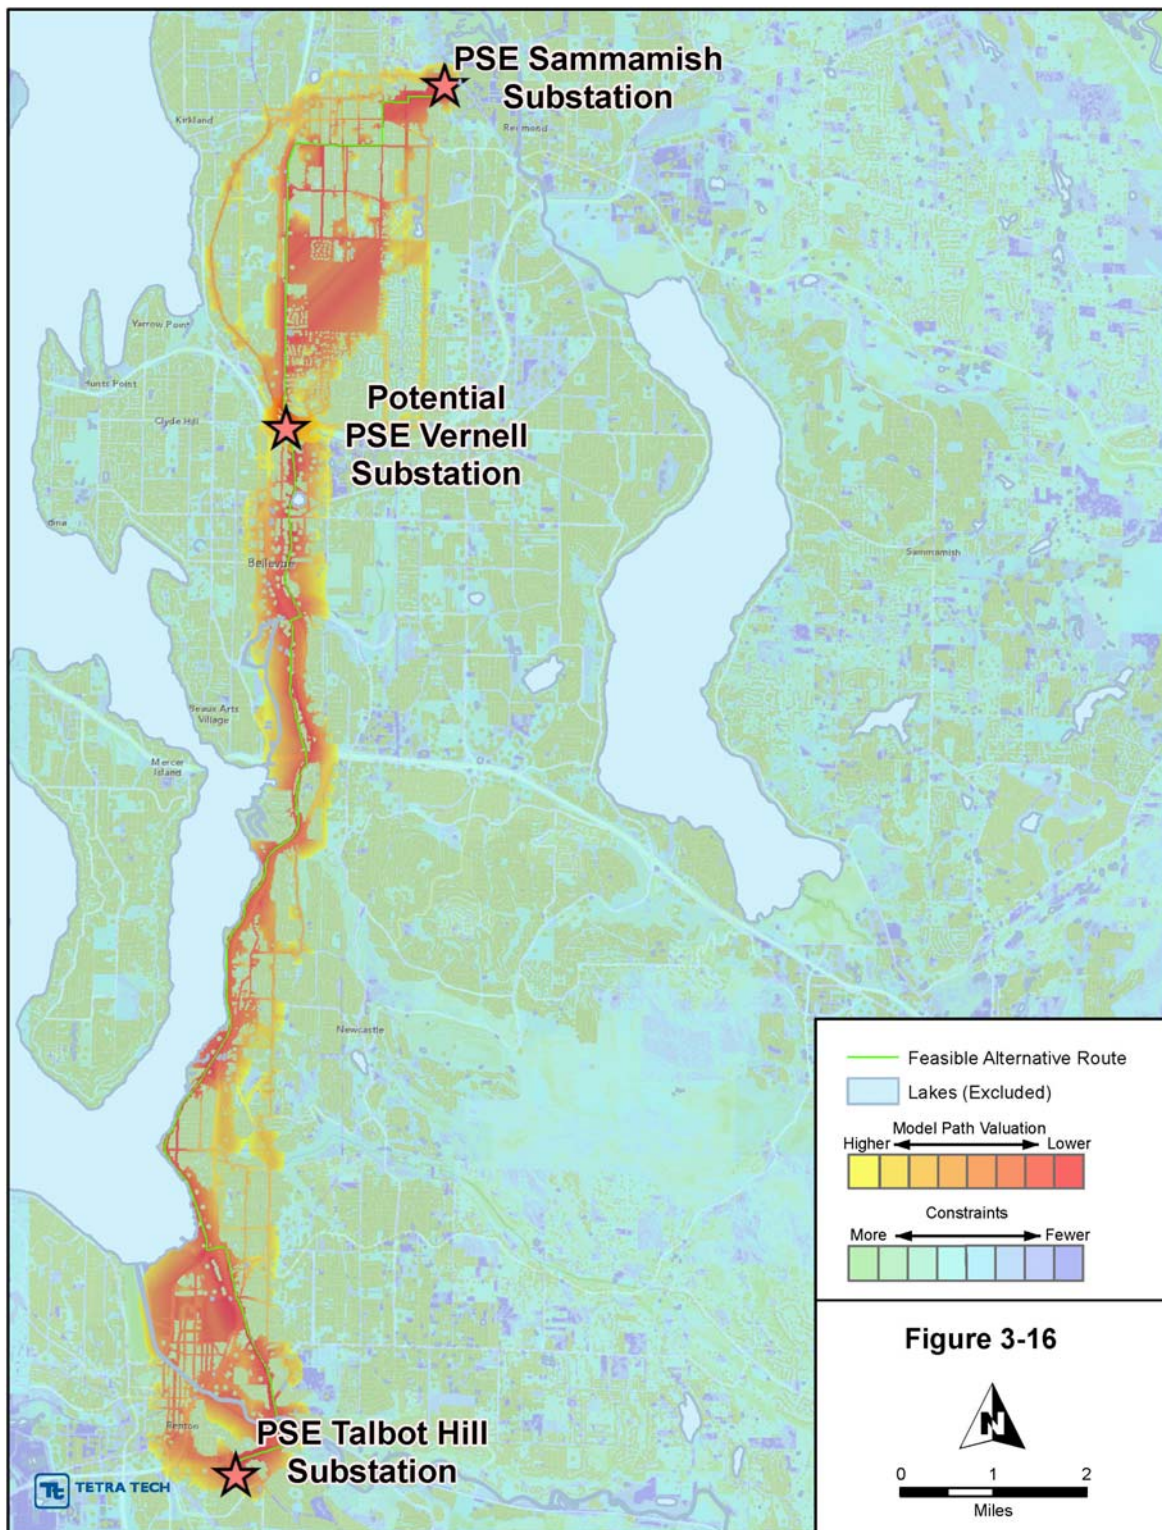 PSE Sammamish
Substation
Kirkland
Redmond
Yarrow Point
Hunts Point
Clyde Hill
Potential
PSE Vernell
Substation
Sammamish
Bellevue
Beaux Arts
Village
Mercer
Island
Newcastle
Renton
PSE Talbot Hill
Substation
TETRA TECH
Feasible Alternative Route
Lakes (Excluded)
Model Path Valuation
Higher Lower
Constraints
More Fewer
Figure 3-16
N
0 1 2
Miles